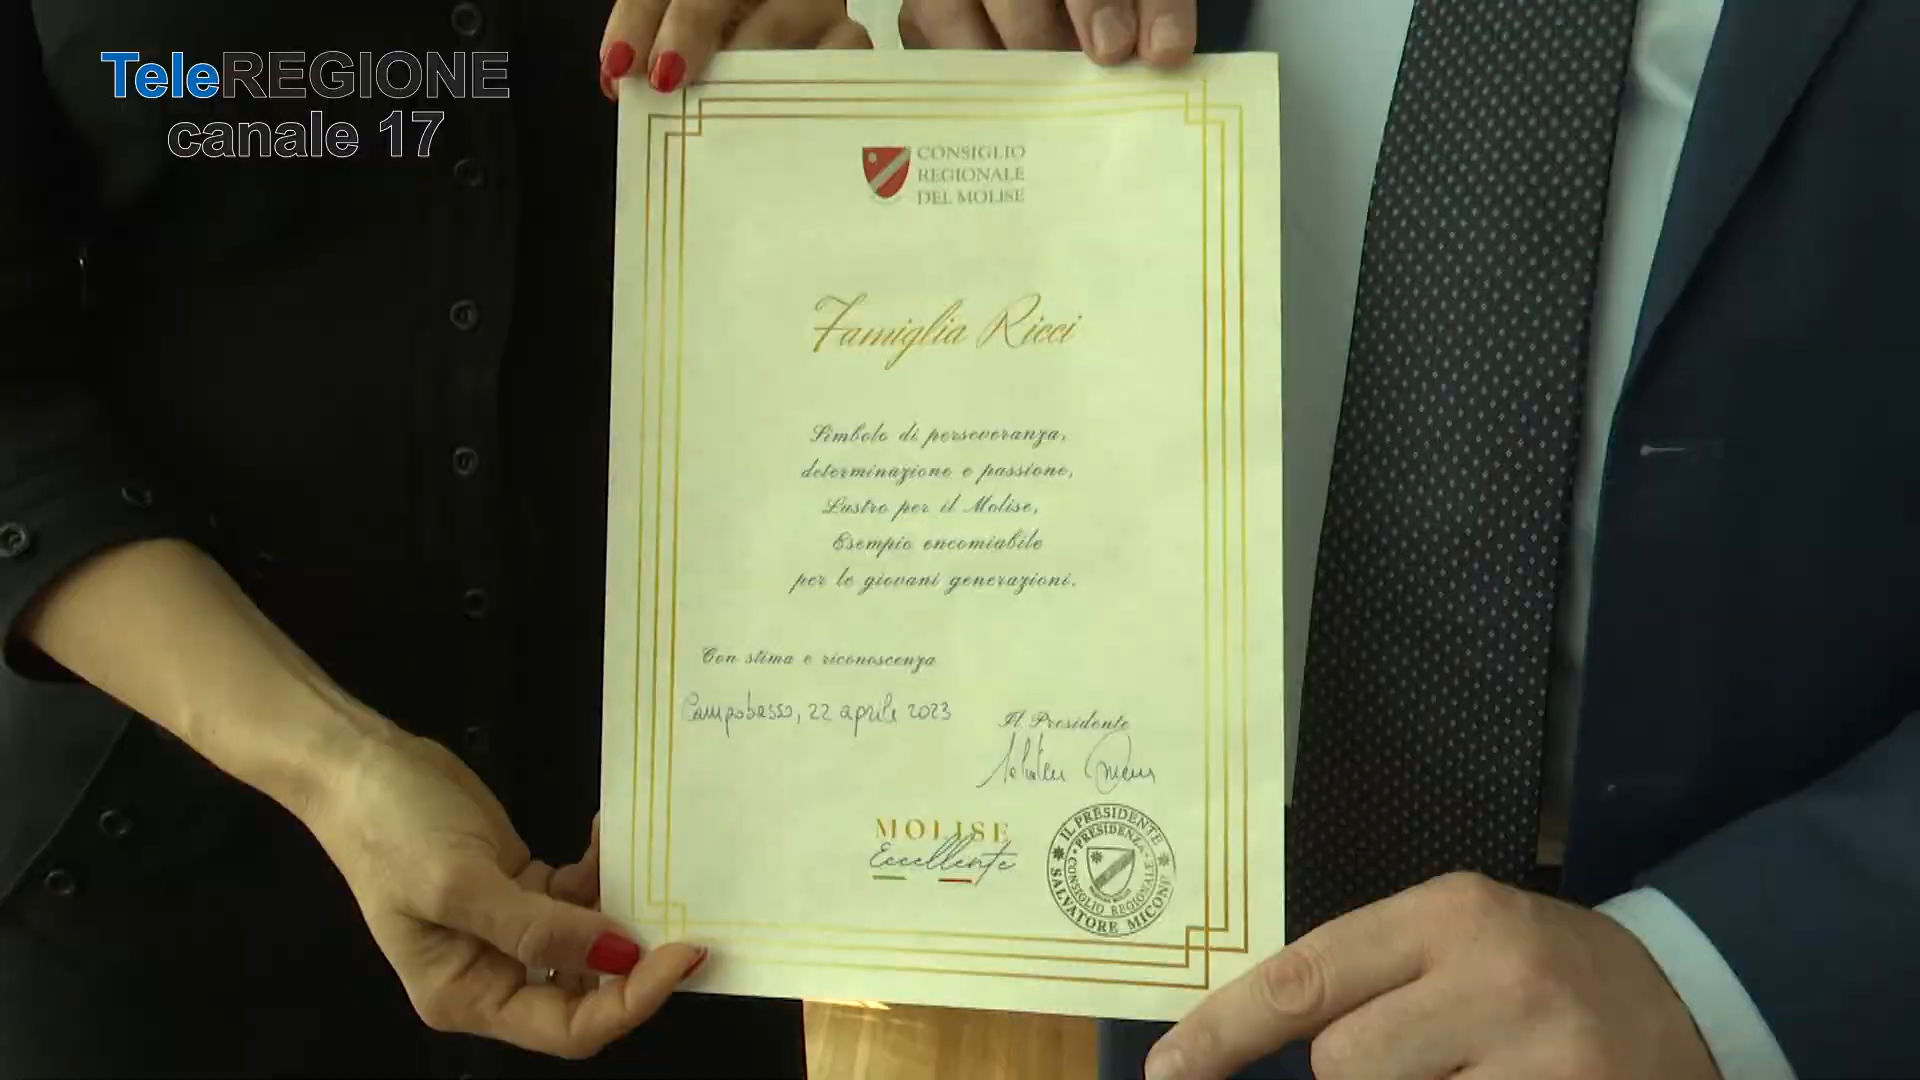 TeleREGIONE
canale 17
CONSIGLIO
REGIONALE
DEL MOLISE
Famiglia Ricci
Simbolo di perseveranza,
determinazione e passione,
Lustro per il Molise,
Esempio encomiabile
per le giovani generazioni.
Con stima e riconoscenza
Campobasso, 22 aprile 2023
Il Presidente
MOLISE
Eccellente
IL PRESIDENTE
SALVATORE MICONE
PRESIDENZA
CONSIGLIO REGIONALE